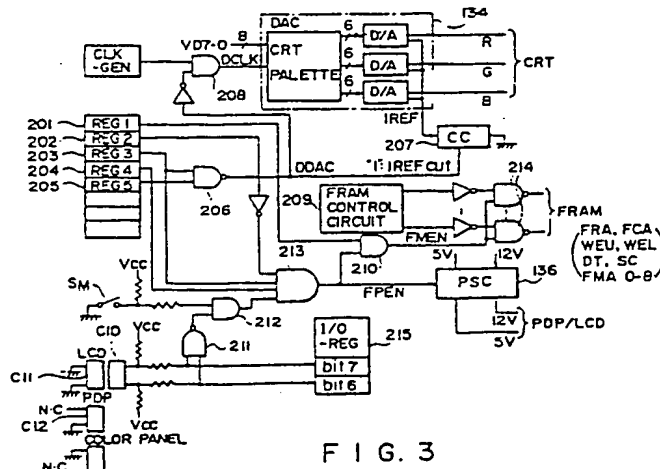 DAC
134
VD7-0
8
6
D/A
R
CLK
-GEN
DCLK
CRT
PALETTE
6
D/A
G
CRT
208
6
D/A
B
IREF
201
REG 1
207
CC
202
REG 2
203
REG 3
DDAC
"1": IREF CUT
204
REG 4
205
REG 5
206
214
209
FRAM
CONTROL
CIRCUIT
FRAM
213
FMEN
210
5V
12V
(FRA, FCA
WEU, WEL
DT, SC
FMA 0-8)
SM
VCC
FPEN
PSC
136
212
12V
5V
PDP/LCD
C10
VCC
I/O
-REG
215
LCD
211
bit 7
C11
bit 6
PDP
N·C
VCC
C12
COLOR PANEL
N·C
FIG. 3